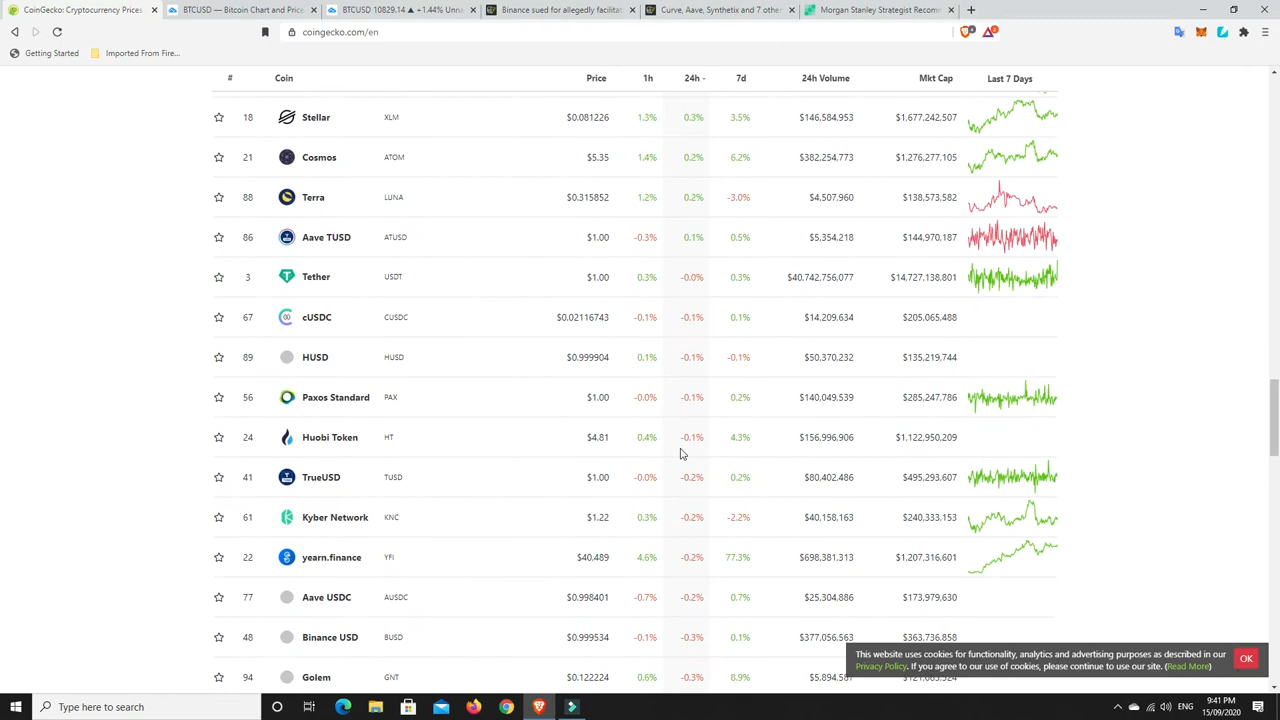 CoinGecko: Cryptocurrency Prices
BTCUSD — Bitcoin Chart and Price
BTCUSD 10829.14 ▲ +1.44% Unna
Binance sued for allegedly facilitat
Curve, Aave, Synthetix and 7 other
Morgan Stanley Strategist Recomm
coingecko.com/en
Getting Started Imported From Fire...
# Coin Price 1h 24h 7d 24h Volume Mkt Cap Last 7 Days
18 Stellar XLM $0.081226 1.3% 0.3% 3.5% $146,584,953 $1,677,242,507
21 Cosmos ATOM $5.35 1.4% 0.2% 6.2% $382,254,773 $1,276,277,105
88 Terra LUNA $0.315852 1.2% 0.2% -3.0% $4,507,960 $138,573,582
86 Aave TUSD ATUSD $1.00 -0.3% 0.1% 0.5% $5,354,218 $144,970,187
3 Tether USDT $1.00 0.3% -0.0% 0.3% $40,742,756,077 $14,727,138,801
67 cUSDC CUSDC $0.02116743 -0.1% -0.1% 0.1% $14,209,634 $205,065,488
89 HUSD HUSD $0.999904 0.1% -0.1% -0.1% $50,370,232 $135,219,744
56 Paxos Standard PAX $1.00 -0.0% -0.1% 0.2% $140,049,539 $285,247,786
24 Huobi Token HT $4.81 0.4% -0.1% 4.3% $156,996,906 $1,122,950,209
41 TrueUSD TUSD $1.00 -0.0% -0.2% 0.2% $80,402,486 $495,293,607
61 Kyber Network KNC $1.22 0.3% -0.2% -2.2% $40,158,163 $240,333,153
22 yearn.finance YFI $40,489 4.6% -0.2% 77.3% $698,381,313 $1,207,316,601
77 Aave USDC AUSDC $0.998401 -0.7% -0.2% 0.7% $25,304,886 $173,979,630
48 Binance USD BUSD $0.999534 -0.1% -0.3% 0.1% $377,056,563 $363,736,858
94 Golem GNT $0.122224 0.6% -0.3% 8.9%
This website uses cookies for functionality, analytics and advertising purposes as described in our
Privacy Policy. If you agree to our use of cookies, please continue to use our site. (Read More)
OK
Type here to search
ENG
9:41 PM
15/09/2020